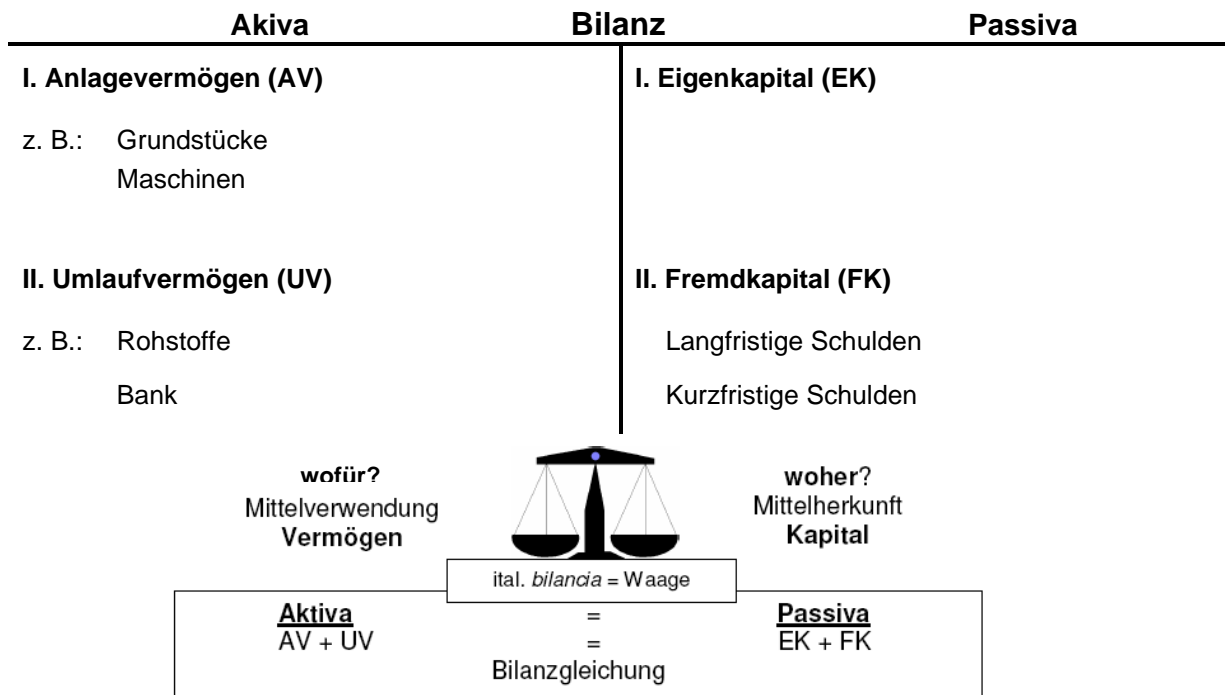 Akiva Bilanz Passiva
I. Anlagevermögen (AV)
z. B.: Grundstücke
Maschinen
II. Umlaufvermögen (UV)
z. B.: Rohstoffe
Bank
I. Eigenkapital (EK)
II. Fremdkapital (FK)
Langfristige Schulden
Kurzfristige Schulden
wofür?
Mittelverwendung
Vermögen
woher?
Mittelherkunft
Kapital
ital. bilancia = Waage
Aktiva = Passiva
AV + UV = EK + FK
Bilanzgleichung